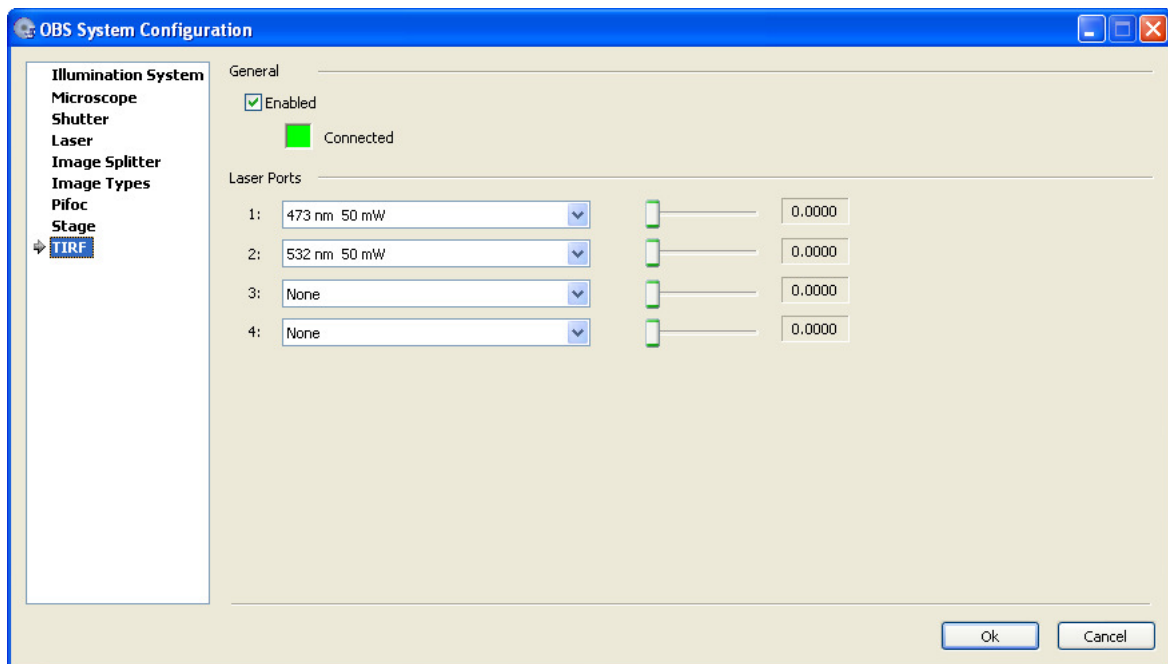 OBS System Configuration
Illumination System
Microscope
Shutter
Laser
Image Splitter
Image Types
Pifoc
Stage
TIRF
General
Enabled
Connected
Laser Ports
1: 473 nm 50 mW 0.0000
2: 532 nm 50 mW 0.0000
3: None 0.0000
4: None 0.0000
Ok Cancel